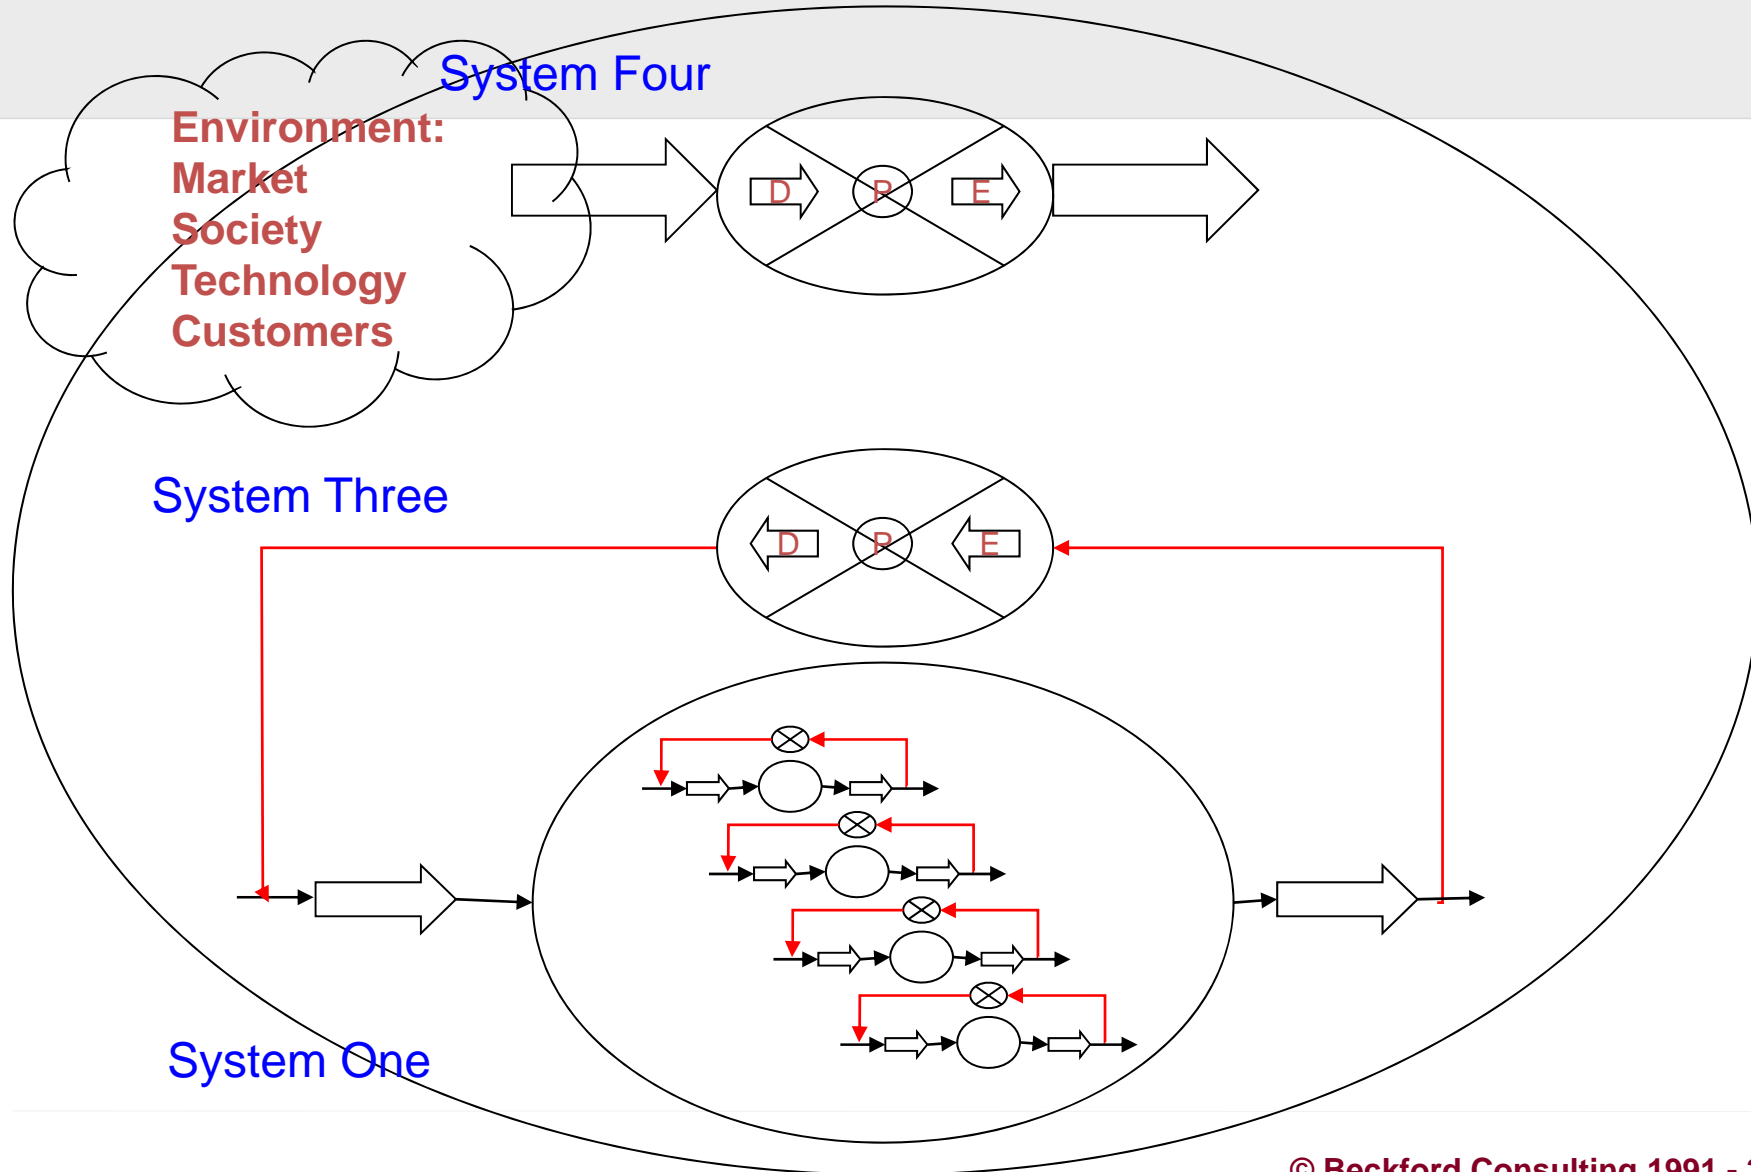 System Four
Environment:
Market
Society
Technology
Customers
D P E
System Three
D P E
System One
© Beckford Consulting 1991 -